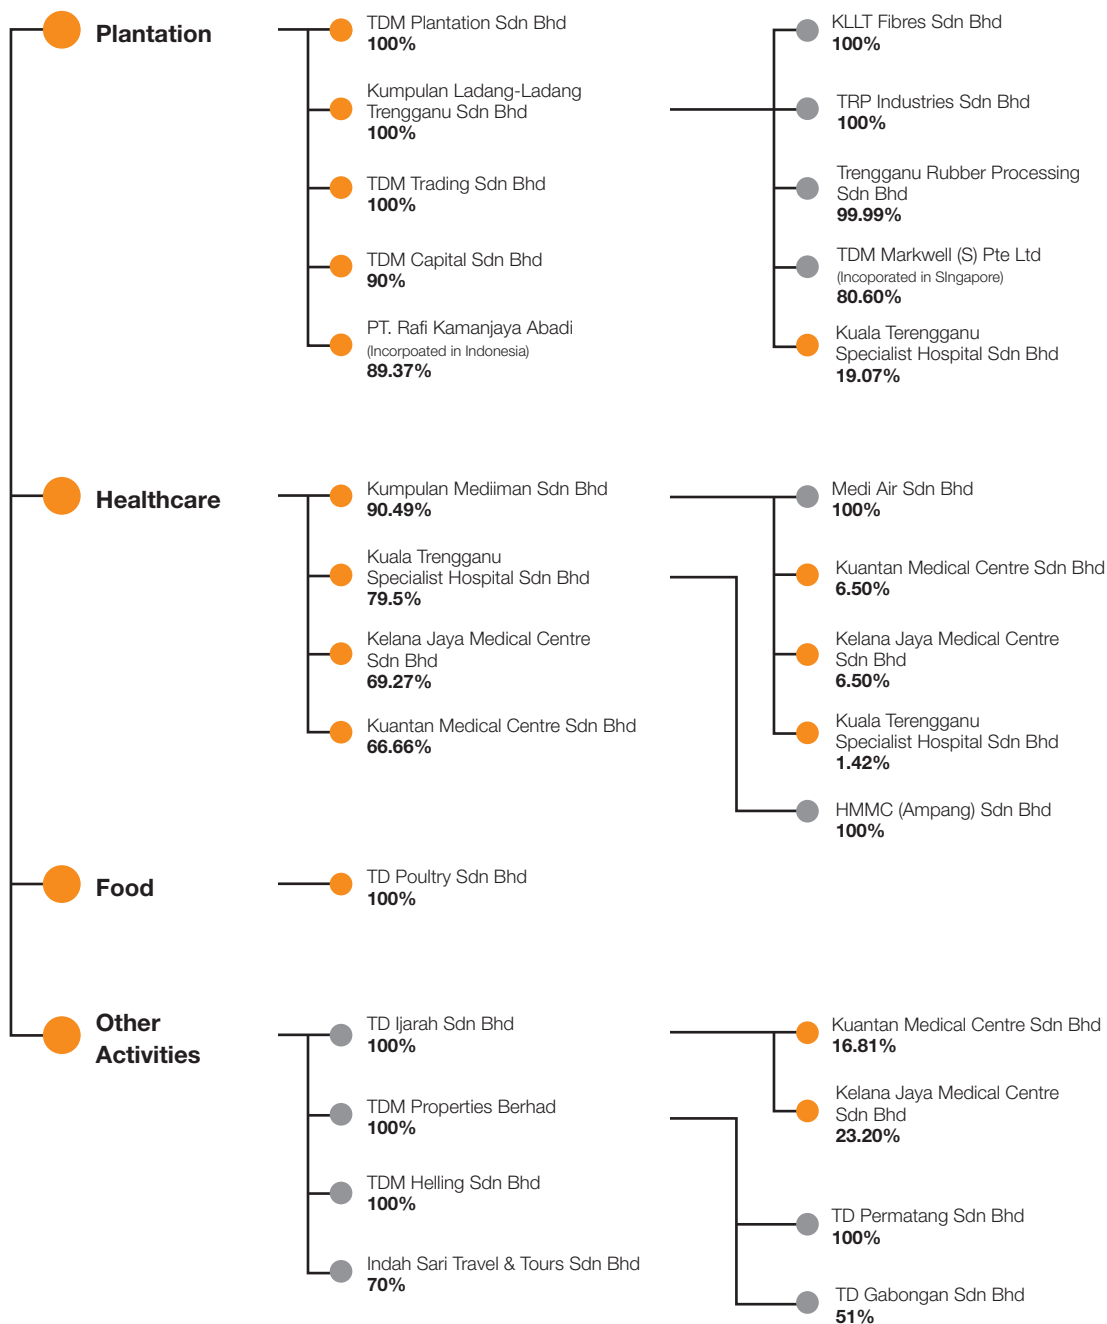 Plantation
TDM Plantation Sdn Bhd
100%
Kumpulan Ladang-Ladang
Trengganu Sdn Bhd
100%
TDM Trading Sdn Bhd
100%
TDM Capital Sdn Bhd
90%
PT. Rafi Kamanjaya Abadi
(Incorpoated in Indonesia)
89.37%
KLLT Fibres Sdn Bhd
100%
TRP Industries Sdn Bhd
100%
Trengganu Rubber Processing
Sdn Bhd
99.99%
TDM Markwell (S) Pte Ltd
(Incoporated in SIngapore)
80.60%
Kuala Terengganu
Specialist Hospital Sdn Bhd
19.07%
Healthcare
Kumpulan Mediiman Sdn Bhd
90.49%
Kuala Trengganu
Specialist Hospital Sdn Bhd
79.5%
Kelana Jaya Medical Centre
Sdn Bhd
69.27%
Kuantan Medical Centre Sdn Bhd
66.66%
Medi Air Sdn Bhd
100%
Kuantan Medical Centre Sdn Bhd
6.50%
Kelana Jaya Medical Centre
Sdn Bhd
6.50%
Kuala Terengganu
Specialist Hospital Sdn Bhd
1.42%
HMMC (Ampang) Sdn Bhd
100%
Food
TD Poultry Sdn Bhd
100%
Other
Activities
TD Ijarah Sdn Bhd
100%
TDM Properties Berhad
100%
TDM Helling Sdn Bhd
100%
Indah Sari Travel & Tours Sdn Bhd
70%
Kuantan Medical Centre Sdn Bhd
16.81%
Kelana Jaya Medical Centre
Sdn Bhd
23.20%
TD Permatang Sdn Bhd
100%
TD Gabongan Sdn Bhd
51%